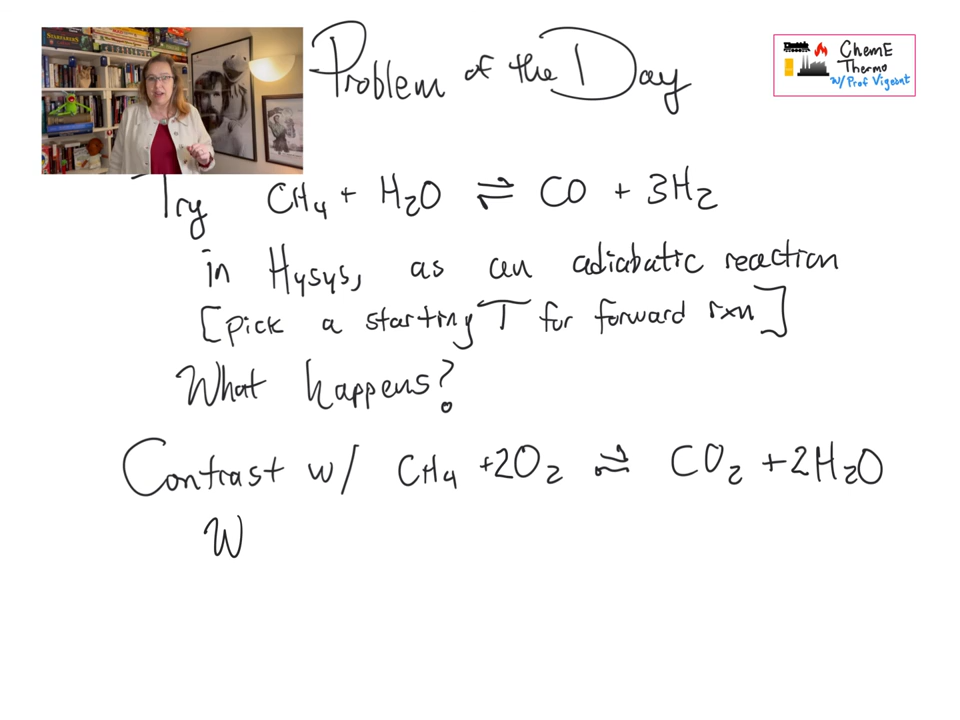 Problem of the Day
ChemE
Thermo
w/ Prof Vigeant
Try CH4 + H2O ⇌ CO + 3H2
in Hysys, as an adiabatic reaction
[pick a starting T for forward rxn]
What happens?
Contrast w/ CH4 + 2O2 ⇌ CO2 + 2H2O
W